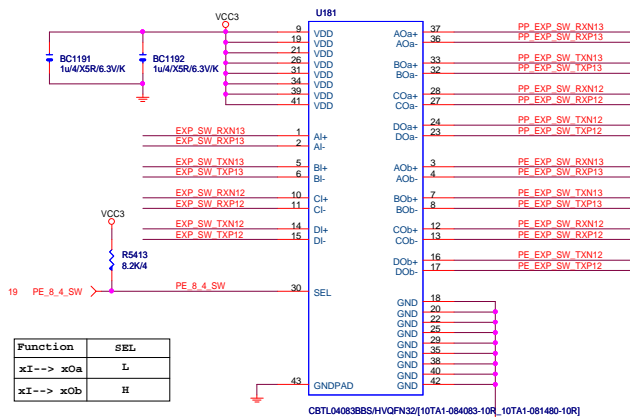 U181
VCC3
BC1191
1u/4/X5R/6.3V/K
BC1192
1u/4/X5R/6.3V/K
9 VDD
19 VDD
21 VDD
26 VDD
31 VDD
34 VDD
39 VDD
41 VDD
EXP_SW_RXN13 1 AI+
EXP_SW_RXP13 2 AI-
EXP_SW_TXN13 5 BI+
EXP_SW_TXP13 6 BI-
EXP_SW_RXN12 10 CI+
EXP_SW_RXP12 11 CI-
EXP_SW_TXN12 14 DI+
EXP_SW_TXP12 15 DI-
VCC3
R5413
8.2K/4
19 PE_8_4_SW PE_8_4_SW 30 SEL
43 GNDPAD
AOa+ 37 PP_EXP_SW_RXN13
AOa- 36 PP_EXP_SW_RXP13
BOa+ 33 PP_EXP_SW_TXN13
BOa- 32 PP_EXP_SW_TXP13
COa+ 28 PP_EXP_SW_RXN12
COa- 27 PP_EXP_SW_RXP12
DOa+ 24 PP_EXP_SW_TXN12
DOa- 23 PP_EXP_SW_TXP12
AOb+ 3 PE_EXP_SW_RXN13
AOb- 4 PE_EXP_SW_RXP13
BOb+ 7 PE_EXP_SW_TXN13
BOb- 8 PE_EXP_SW_TXP13
COb+ 12 PE_EXP_SW_RXN12
COb- 13 PE_EXP_SW_RXP12
DOb+ 16 PE_EXP_SW_TXN12
DOb- 17 PE_EXP_SW_TXP12
GND 18
GND 20
GND 22
GND 25
GND 29
GND 35
GND 38
GND 40
GND 42
Function SEL
xI--> xOa L
xI--> xOb H
CBTL04083BBS/HVQFN32/[10TA1-084083-10R_10TA1-081480-10R]